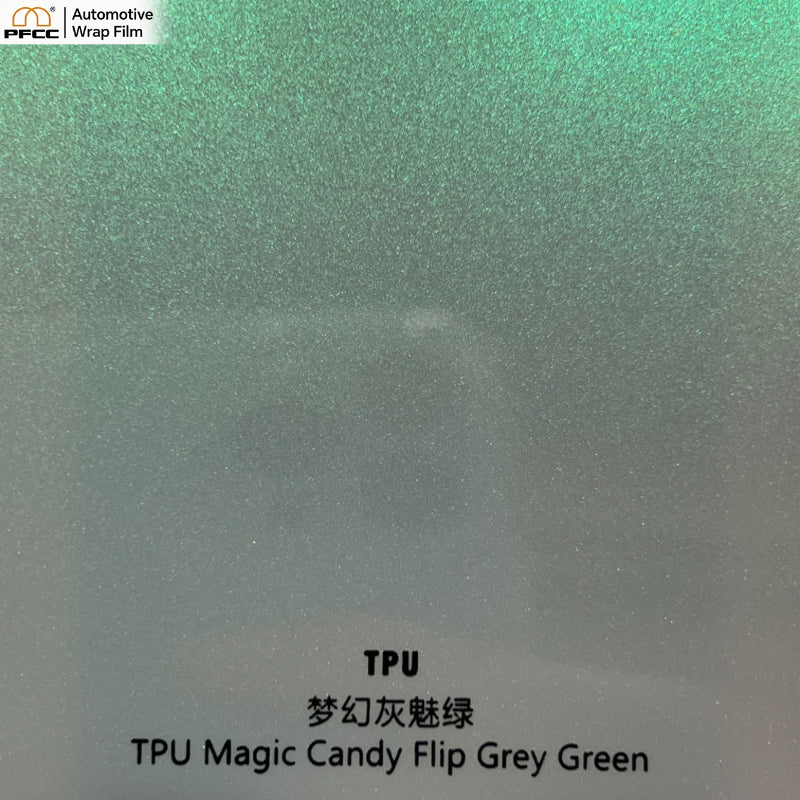 PFCC®
Automotive
Wrap Film
TPU
梦幻灰魅绿
TPU Magic Candy Flip Grey Green